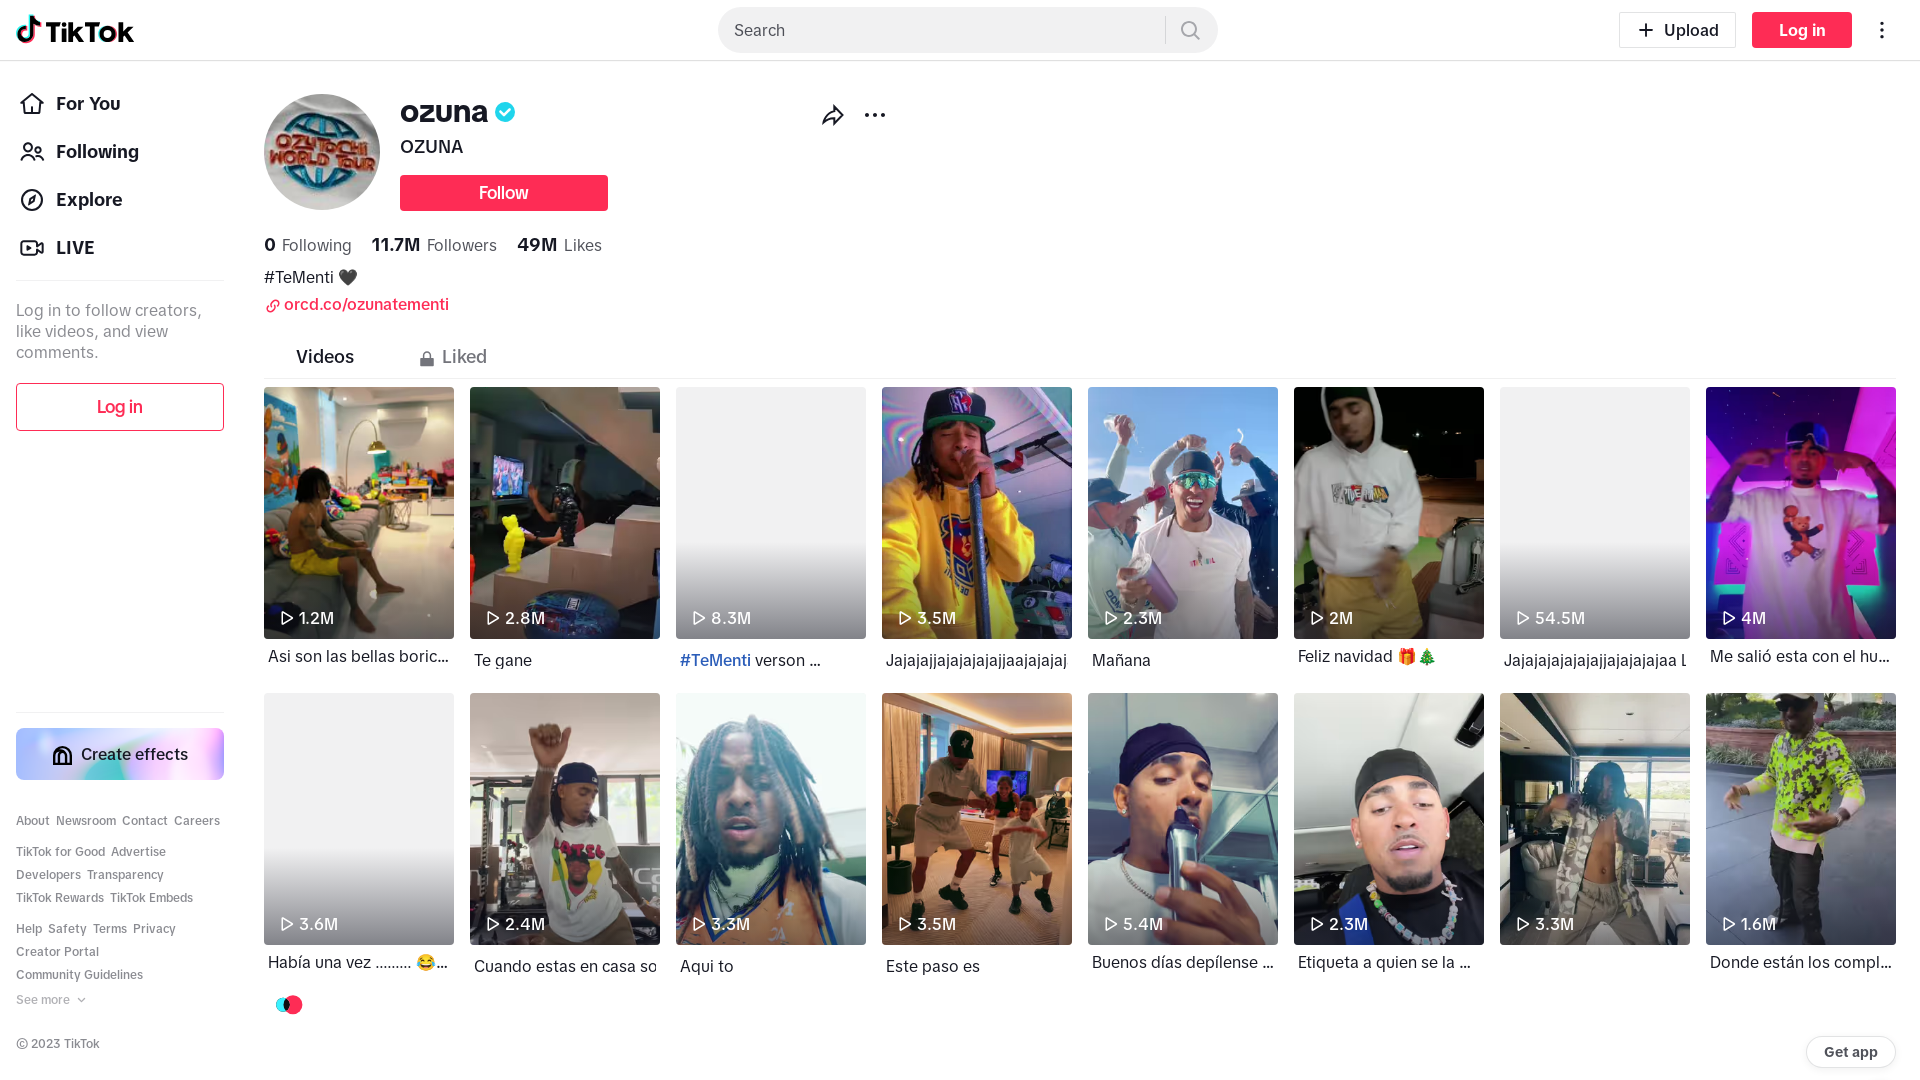 TikTok
Search
Upload
Log in
For You
Following
Explore
LIVE
Log in to follow creators,
like videos, and view
comments.
Log in
Create effects
About Newsroom Contact Careers
TikTok for Good Advertise
Developers Transparency
TikTok Rewards TikTok Embeds
Help Safety Terms Privacy
Creator Portal
Community Guidelines
See more
© 2023 TikTok
OZUTOCHI
WORLD TOUR
ozuna
OZUNA
Follow
0 Following 11.7M Followers 49M Likes
#TeMenti 🖤
orcd.co/ozunatementi
Videos
Liked
1.2M
2.8M
8.3M
3.5M
2.3M
2M
54.5M
4M
Asi son las bellas boric...
Te gane
#TeMenti verson ...
Jajajajjajajajajajjaajajajaj
Mañana
Feliz navidad 🎁🎄
Jajajajajajajajjajajajajaa L
Me salió esta con el hu...
3.6M
2.4M
3.3M
3.5M
5.4M
2.3M
3.3M
1.6M
Había una vez ......... 😂...
Cuando estas en casa so
Aqui to
Este paso es
Buenos días depílense ...
Etiqueta a quien se la ...
Donde están los compl...
Get app